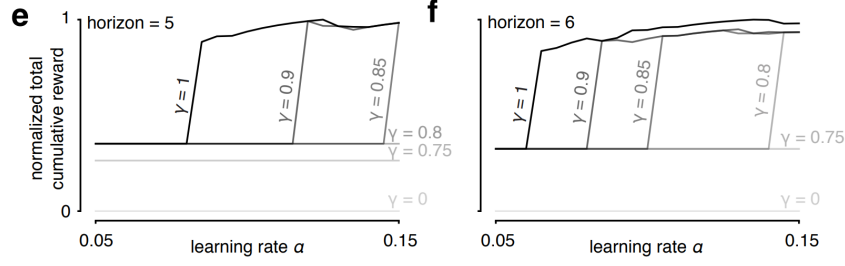 e
horizon = 5
normalized total
cumulative reward
1
0
γ = 1
γ = 0.9
γ = 0.85
γ = 0.8
γ = 0.75
γ = 0
0.05
learning rate α
0.15
f
horizon = 6
γ = 1
γ = 0.9
γ = 0.85
γ = 0.8
γ = 0.75
γ = 0
0.05
learning rate α
0.15